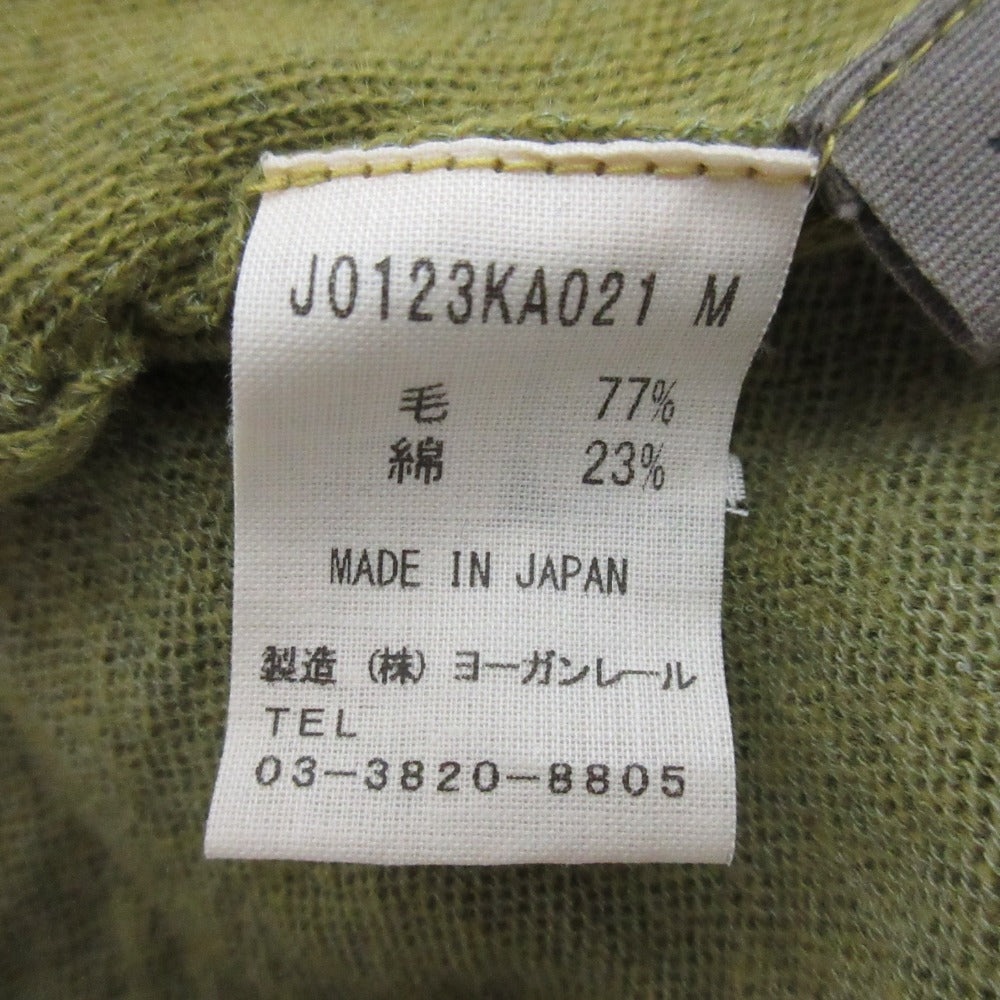 J0123KA021 M
毛 77%
綿 23%
MADE IN JAPAN
製造 (株) ヨーガンレール
TEL
03-3820-8805